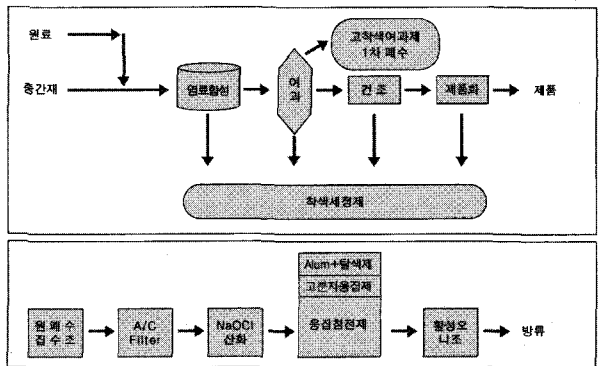 원료
고착색여과제
1차 폐수
중간재
염료합성
여
과
건 조
제품화
제품
착색세정제
Alum+탈색제
고분자응집제
원 폐 수
집 수 조
A/C
Filter
NaOCl
산화
응집침전제
활성오
니조
방류